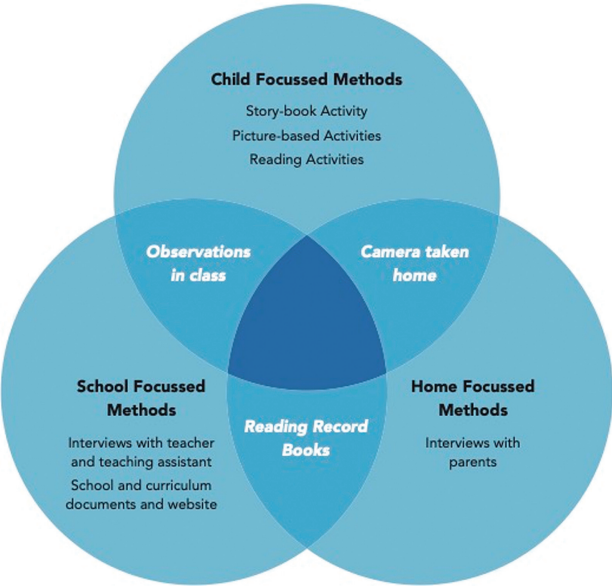 Child Focussed Methods
Story-book Activity
Picture-based Activities
Reading Activities
Observations
in class
Camera taken
home
School Focussed
Methods
Interviews with teacher
and teaching assistant
School and curriculum
documents and website
Home Focussed
Methods
Interviews with
parents
Reading Record
Books